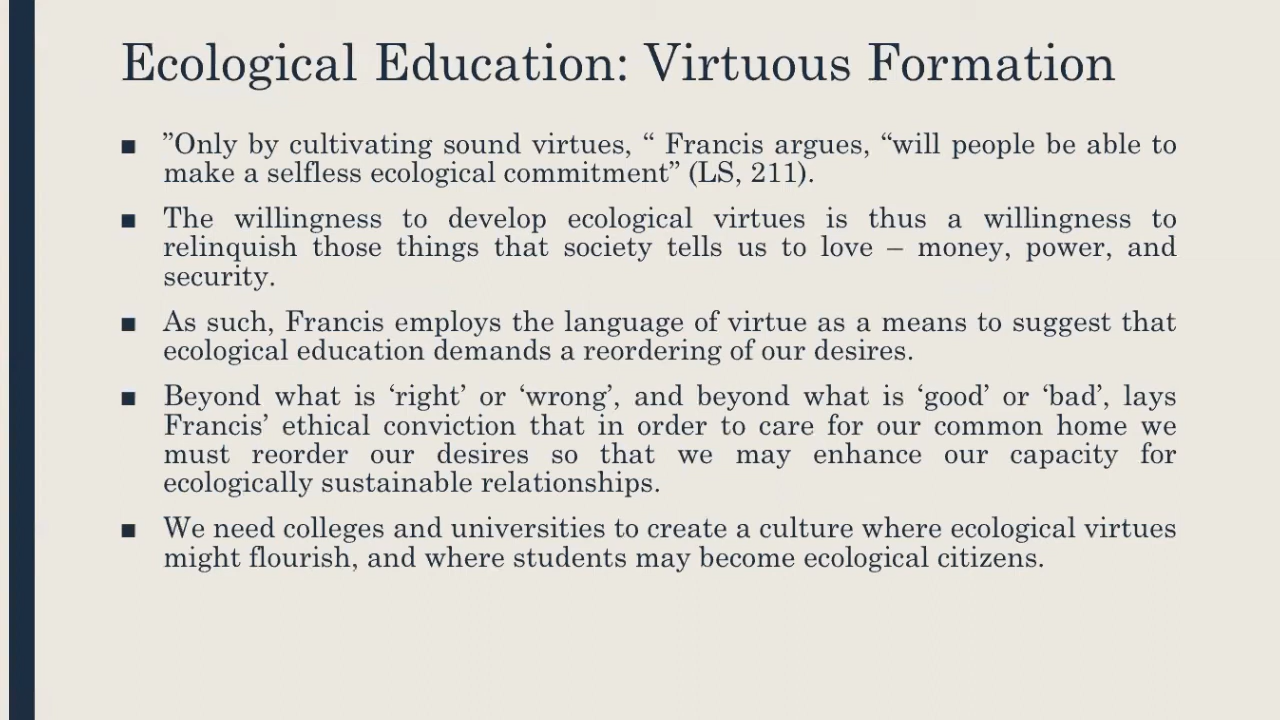 Ecological Education: Virtuous Formation
■ ”Only by cultivating sound virtues, “ Francis argues, “will people be able to
make a selfless ecological commitment” (LS, 211).
■ The willingness to develop ecological virtues is thus a willingness to
relinquish those things that society tells us to love – money, power, and
security.
■ As such, Francis employs the language of virtue as a means to suggest that
ecological education demands a reordering of our desires.
■ Beyond what is ‘right’ or ‘wrong’, and beyond what is ‘good’ or ‘bad’, lays
Francis’ ethical conviction that in order to care for our common home we
must reorder our desires so that we may enhance our capacity for
ecologically sustainable relationships.
■ We need colleges and universities to create a culture where ecological virtues
might flourish, and where students may become ecological citizens.